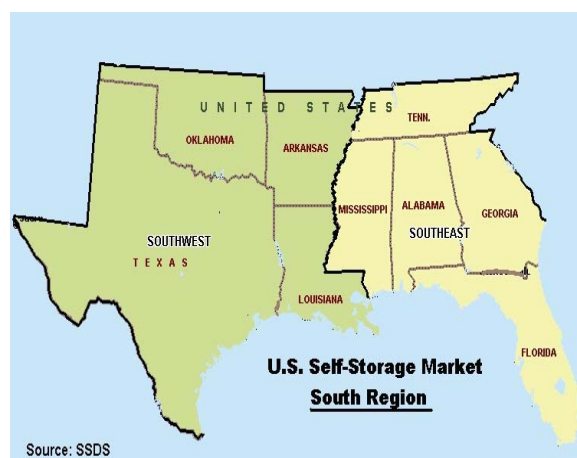 UNITED STATES
TENN.
OKLAHOMA
ARKANSAS
MISSISSIPPI
ALABAMA
GEORGIA
SOUTHWEST
SOUTHEAST
TEXAS
LOUISIANA
FLORIDA
U.S. Self-Storage Market
South Region
Source: SSDS